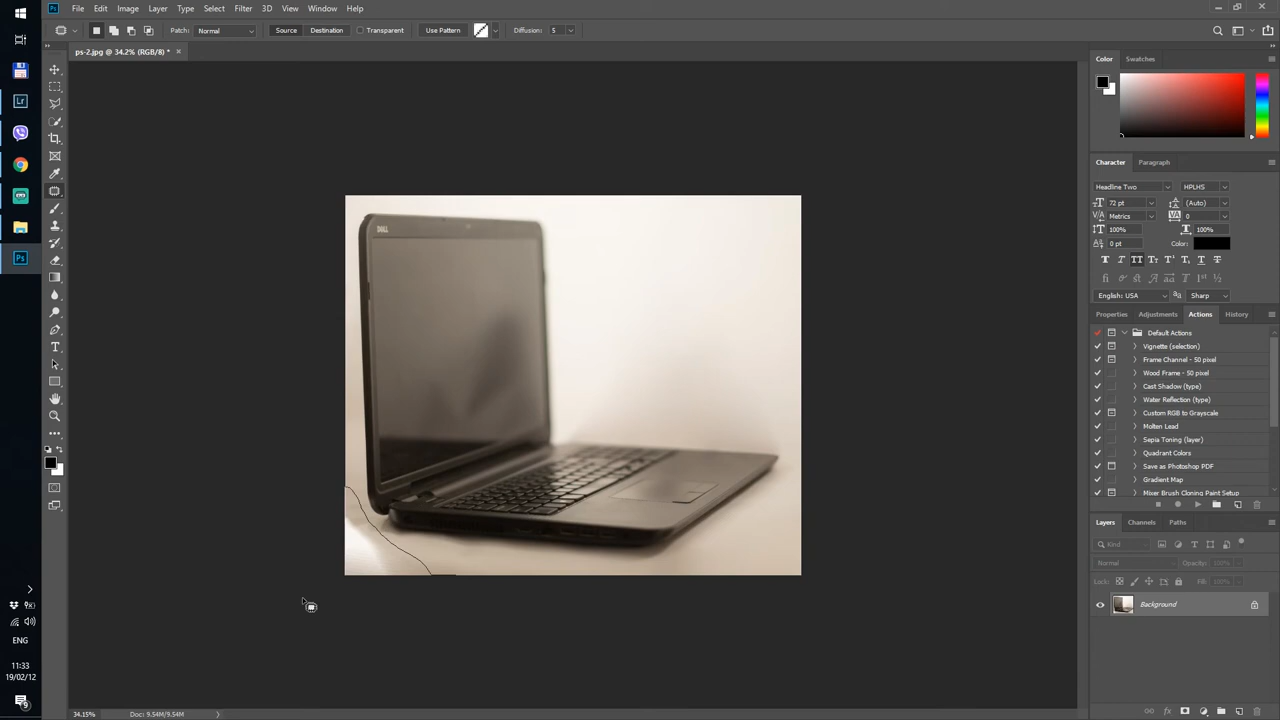 File Edit Image Layer Type Select Filter 3D View Window Help
Patch: Normal Source Destination Transparent Use Pattern Diffusion: 5
ps-2.jpg @ 34.2% (RGB/8) *
Color Swatches
Character Paragraph
Headline Two HPLHS
72 pt (Auto)
Metrics 0
100% 100%
0 pt Color:
English: USA Sharp
Properties Adjustments Actions History
Default Actions
Vignette (selection)
Frame Channel - 50 pixel
Wood Frame - 50 pixel
Cast Shadow (type)
Water Reflection (type)
Custom RGB to Grayscale
Molten Lead
Sepia Toning (layer)
Quadrant Colors
Save as Photoshop PDF
Gradient Map
Mixer Brush Cloning Paint Setup
Layers Channels Paths
Kind
Normal Opacity: 100%
Lock: Fill: 100%
Background
DELL
Lr
Ps
ENG
11:33
19/02/12
9
34.15% Doc: 9.54M/9.54M